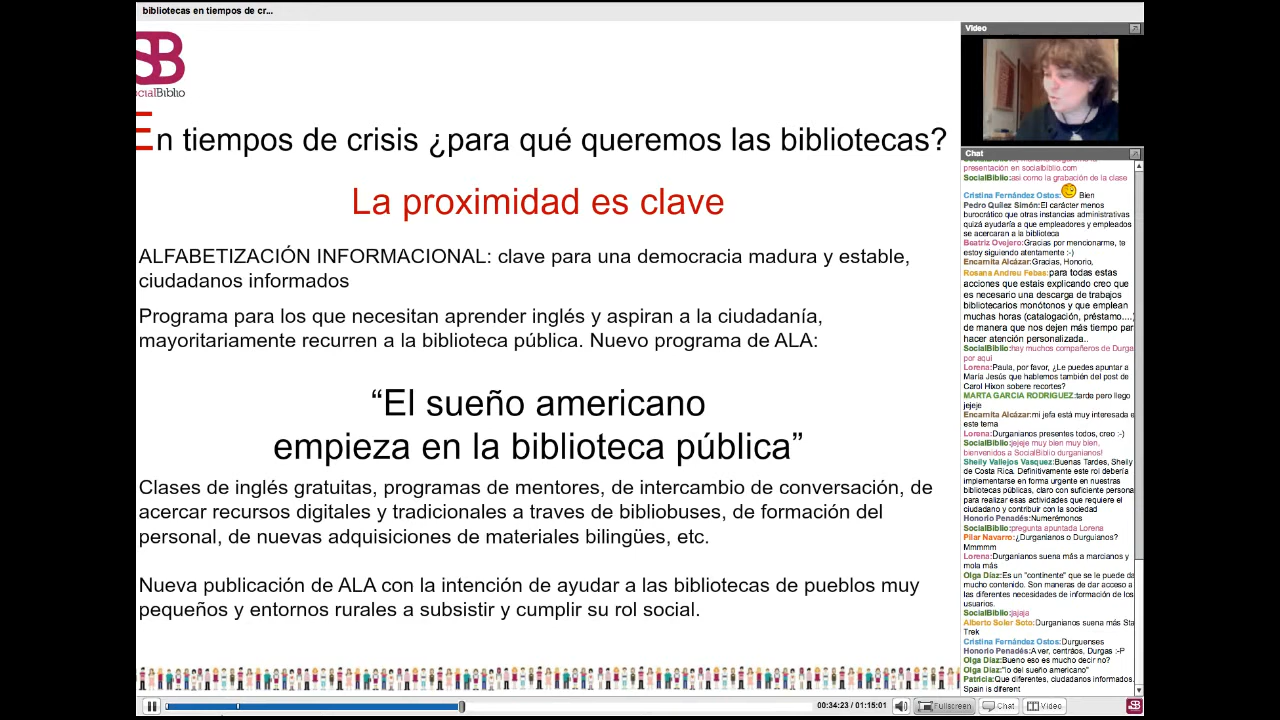 bibliotecas en tiempos de cr...
SB
ocialBiblio
En tiempos de crisis ¿para qué queremos las bibliotecas?
La proximidad es clave
ALFABETIZACIÓN INFORMACIONAL: clave para una democracia madura y estable,
ciudadanos informados
Programa para los que necesitan aprender inglés y aspiran a la ciudadanía,
mayoritariamente recurren a la biblioteca pública. Nuevo programa de ALA:
“El sueño americano
empieza en la biblioteca pública”
Clases de inglés gratuitas, programas de mentores, de intercambio de conversación, de
acercar recursos digitales y tradicionales a traves de bibliobuses, de formación del
personal, de nuevas adquisiciones de materiales bilingües, etc.
Nueva publicación de ALA con la intención de ayudar a las bibliotecas de pueblos muy
pequeños y entornos rurales a subsistir y cumplir su rol social.
Video
Chat
presentación en socialbiblio.com
SocialBiblio:asi como la grabación de la clase
Cristina Fernández Ostos: Bien
Pedro Quílez Simón:El carácter menos
burocrático que otras instancias administrativas
quizá ayudaría a que empleadores y empleados
se acercaran a la biblioteca
Beatriz Ovejero:Gracias por mencionarme, te
estoy siguiendo atentamente :-)
Encarnita Alcázar:Gracias, Honorio,
Rosana Andreu Febas:para todas estas
acciones que estais explicando creo que
es necesario una descarga de trabajos
bibliotecarios monótonos y que emplean
muchas horas (catalogación, préstamo....)
de manera que nos dejen más tiempo par
hacer atención personalizada..
SocialBiblio:hay muchos compañeros de Durga
por aqui
Lorena:Paula, por favor, ¿Le puedes apuntar a
María Jesús que hablemos también del post de
Carol Hixon sobere recortes?
MARTA GARCIA RODRIGUEZ:tarde pero llego
jejeje
Encarnita Alcázar:mi jefa está muy interesada e
este tema
Lorena:Durganianos presentes todos, creo :-)
SocialBiblio:jejeje muy bien muy bien,
bienvenidos a SocialBiblio durganianos!
Sheily Vallejos Vasquez:Buenas Tardes, Sheily
de Costa Rica. Definitivamente este rol debería
implementarse en forma urgente en nuestras
bibliotecas públicas, claro con suficiente persona
para realizar esas actividades que requiere el
ciudadano y contribuir con la sociedad
Honorio Penadés:Numerémonos
SocialBiblio:pregunta apuntada Lorena
Pilar Navarro:¿Durganianos o Durguianos?
Mmmmm
Lorena:Durganianos suena más a marcianos y
mola más
Olga Díaz:Es un "continente" que se le puede da
mucho contenido. Son maneras de dar acceso a
las diferentes necesidades de información de los
usuarios.
SocialBiblio:jajaja
Alberto Soler Soto:Durganianos suena más Sta
Trek
Cristina Fernández Ostos:Durguenses
Honorio Penadés:A ver, centráos, Durgas :-P
Olga Díaz:Bueno eso es mucho decir no?
Olga Díaz:"lo del sueño americano"
Patricia:Que diferentes, ciudadanos informados.
Spain is diferent
00:34:23 / 01:15:01
Fullscreen
Chat
Video
SB